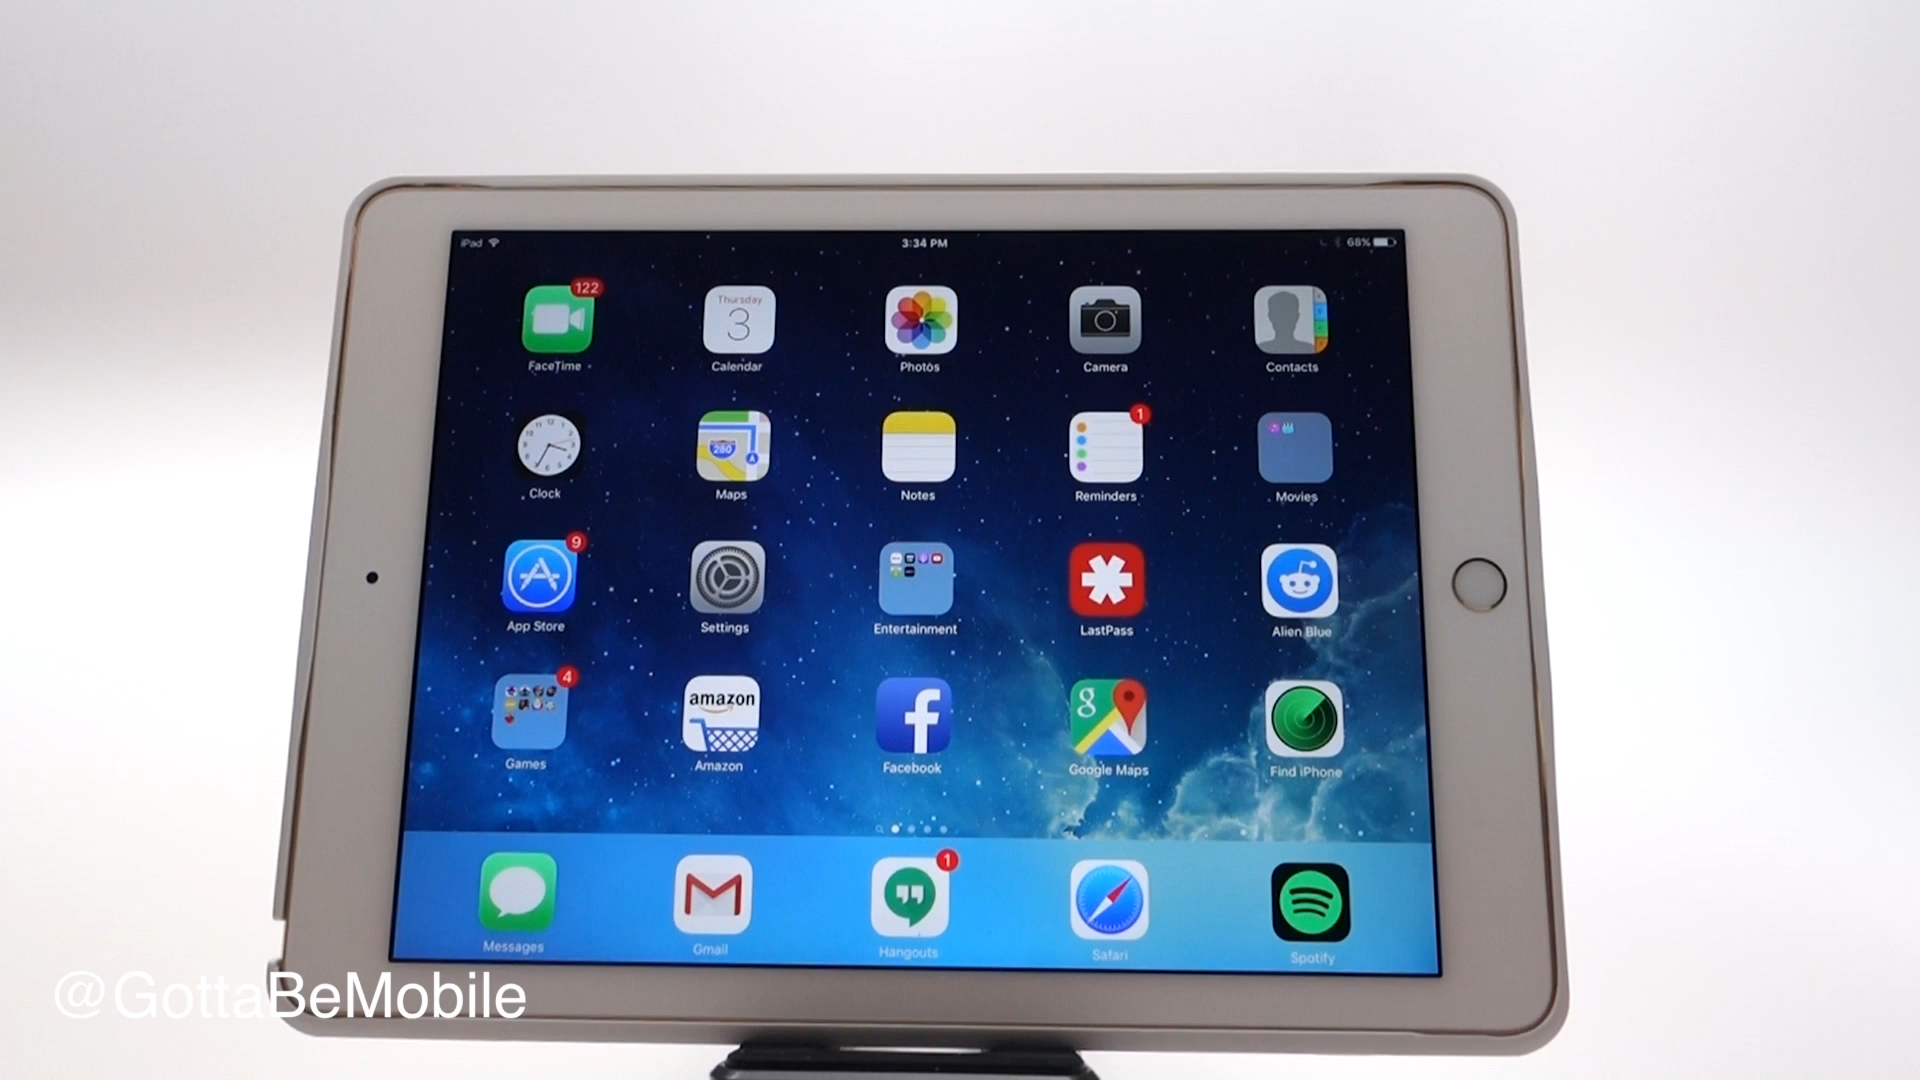 iPad 3:34 PM 68%
122
Thursday
3
FaceTime Calendar Photos Camera Contacts
280
1
Clock Maps Notes Reminders Movies
9
App Store Settings Entertainment LastPass Alien Blue
4
amazon
g
Games Amazon Facebook Google Maps Find iPhone
1
Messages Gmail Hangouts Safari Spotify
@GottaBeMobile